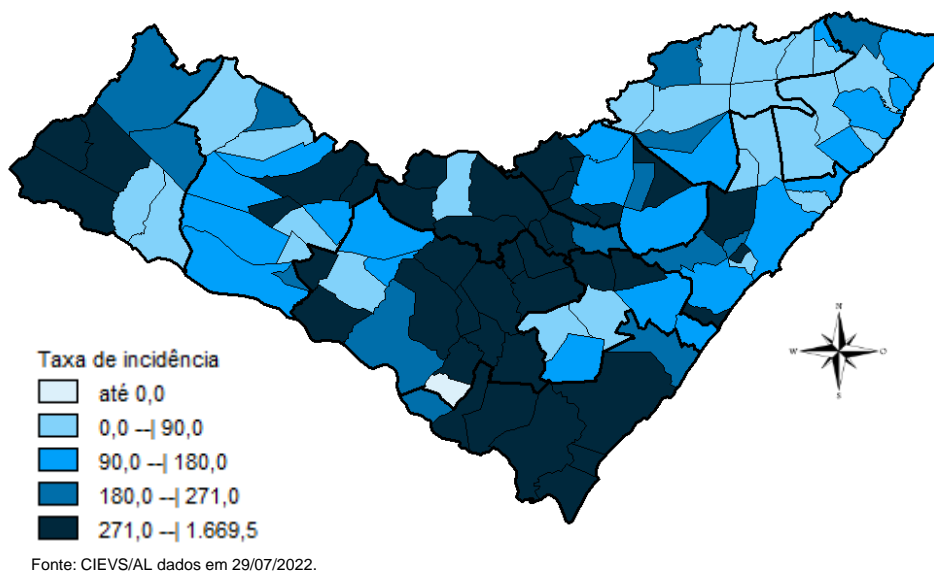 N
W
O
S
Taxa de incidência
até 0,0
0,0 --| 90,0
90,0 --| 180,0
180,0 --| 271,0
271,0 --| 1.669,5
Fonte: CIEVS/AL dados em 29/07/2022.